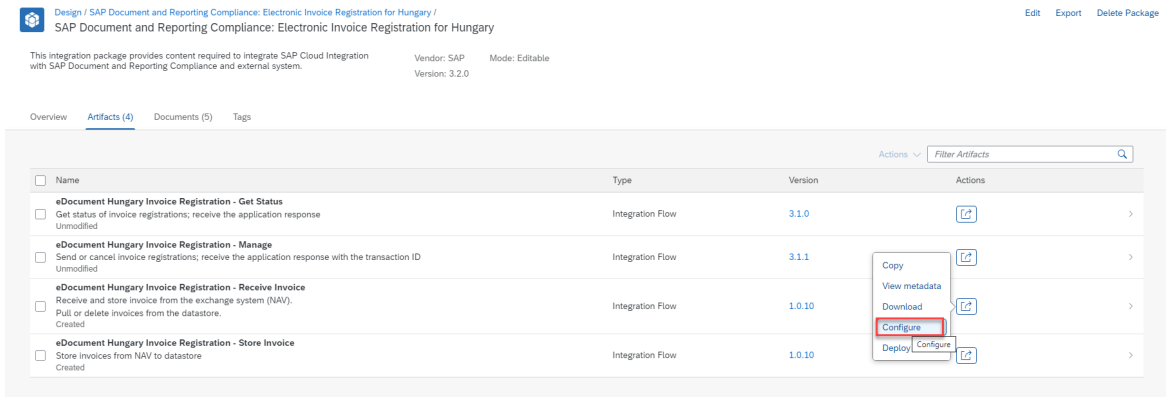 Design / SAP Document and Reporting Compliance: Electronic Invoice Registration for Hungary /
Edit Export Delete Package
SAP Document and Reporting Compliance: Electronic Invoice Registration for Hungary
This integration package provides content required to integrate SAP Cloud Integration
with SAP Document and Reporting Compliance and external system.
Vendor: SAP Mode: Editable
Version: 3.2.0
Overview Artifacts (4) Documents (5) Tags
Actions Filter Artifacts
Name Type Version Actions
eDocument Hungary Invoice Registration - Get Status
Get status of invoice registrations; receive the application response
Unmodified
Integration Flow 3.1.0
eDocument Hungary Invoice Registration - Manage
Send or cancel invoice registrations; receive the application response with the transaction ID
Unmodified
Integration Flow 3.1.1
eDocument Hungary Invoice Registration - Receive Invoice
Receive and store invoice from the exchange system (NAV).
Pull or delete invoices from the datastore.
Created
Integration Flow 1.0.10
eDocument Hungary Invoice Registration - Store Invoice
Store invoices from NAV to datastore
Created
Integration Flow 1.0.10
Copy
View metadata
Download
Configure
Deploy
Configure